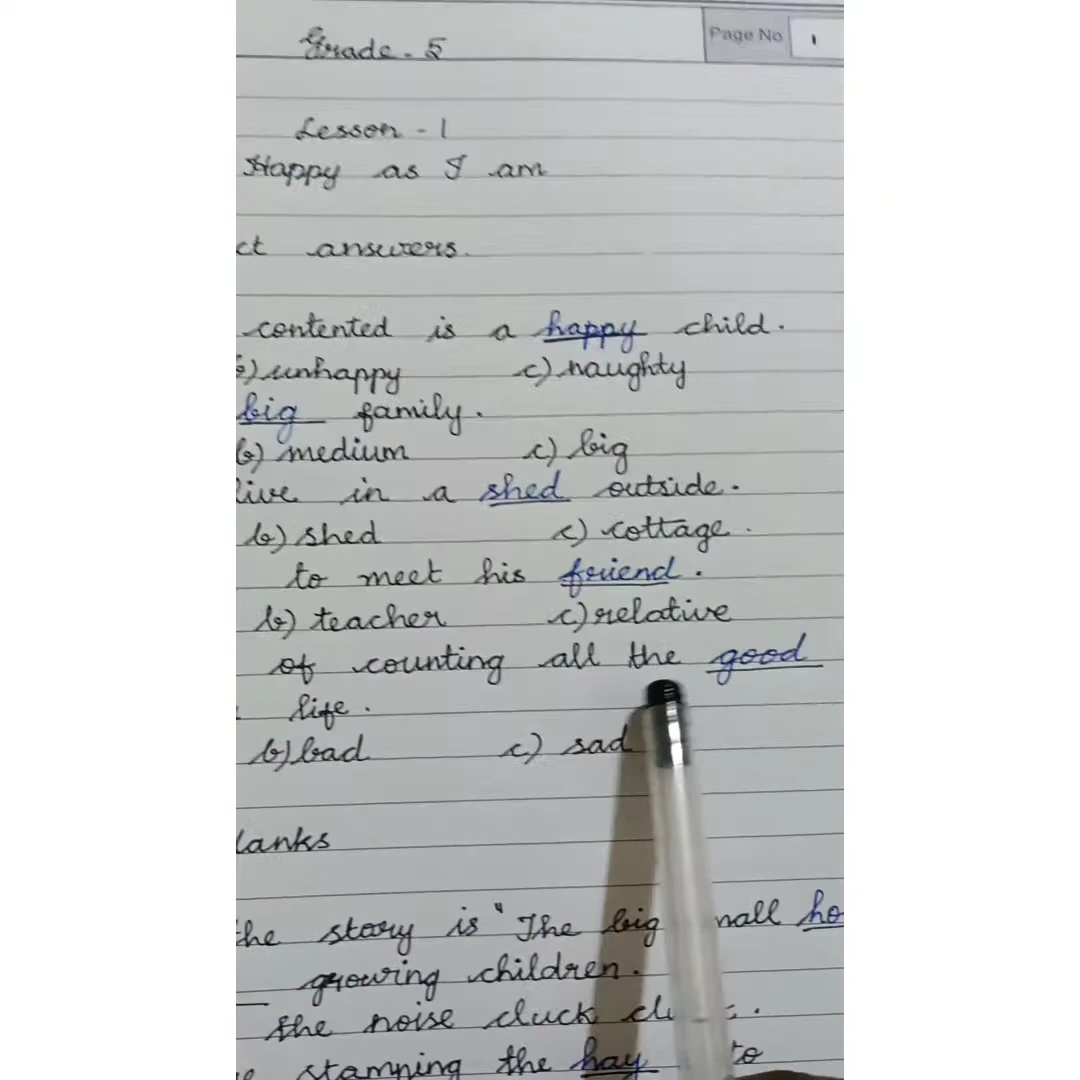 Page No 1
Grade - 5
Lesson - 1
Happy as I am
ct answers.
contented is a happy child.
b) unhappy c) naughty
big family.
b) medium c) big
live in a shed outside.
b) shed c) cottage.
to meet his friend.
b) teacher c) relative
of counting all the good
life.
b) bad c) sad
lanks
the story is "The big mall ho
growing children.
the noise cluck clu
stamping the hay to